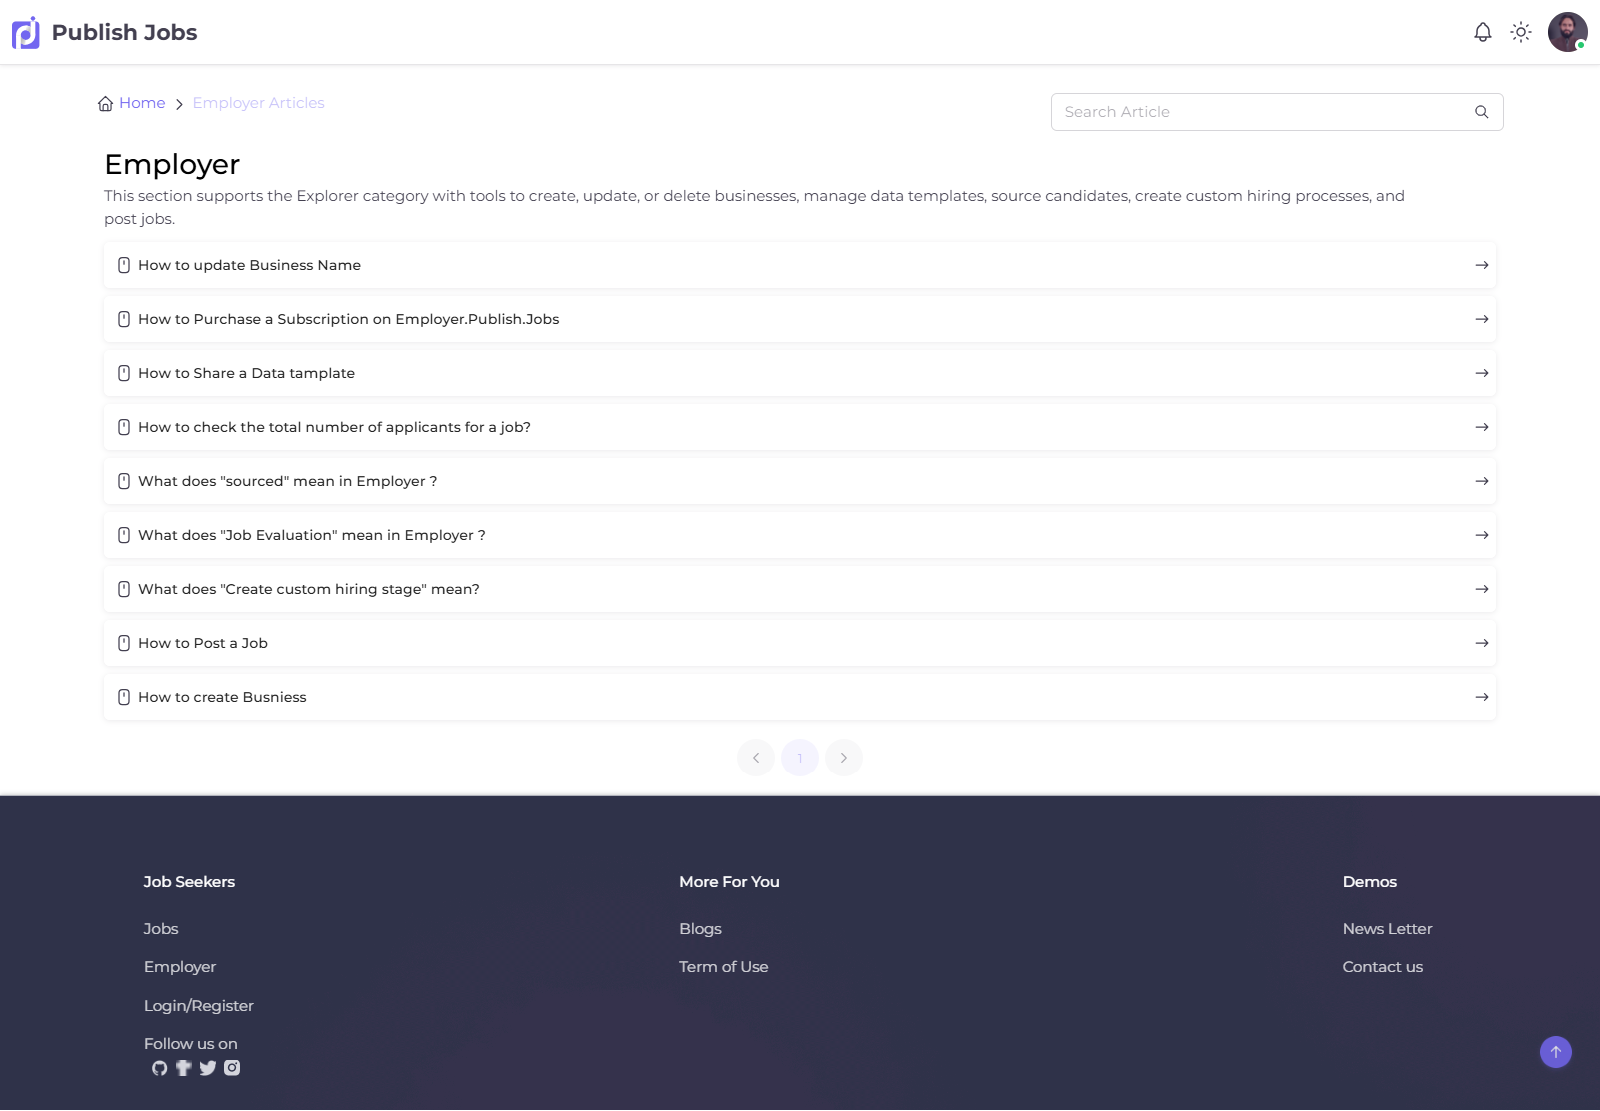 Publish Jobs
Home > Employer Articles
Search Article
Employer
This section supports the Explorer category with tools to create, update, or delete businesses, manage data templates, source candidates, create custom hiring processes, and
post jobs.
How to update Business Name
How to Purchase a Subscription on Employer.Publish.Jobs
How to Share a Data tamplate
How to check the total number of applicants for a job?
What does "sourced" mean in Employer ?
What does "Job Evaluation" mean in Employer ?
What does "Create custom hiring stage" mean?
How to Post a Job
How to create Busniess
1
Job Seekers
Jobs
Employer
Login/Register
Follow us on
More For You
Blogs
Term of Use
Demos
News Letter
Contact us